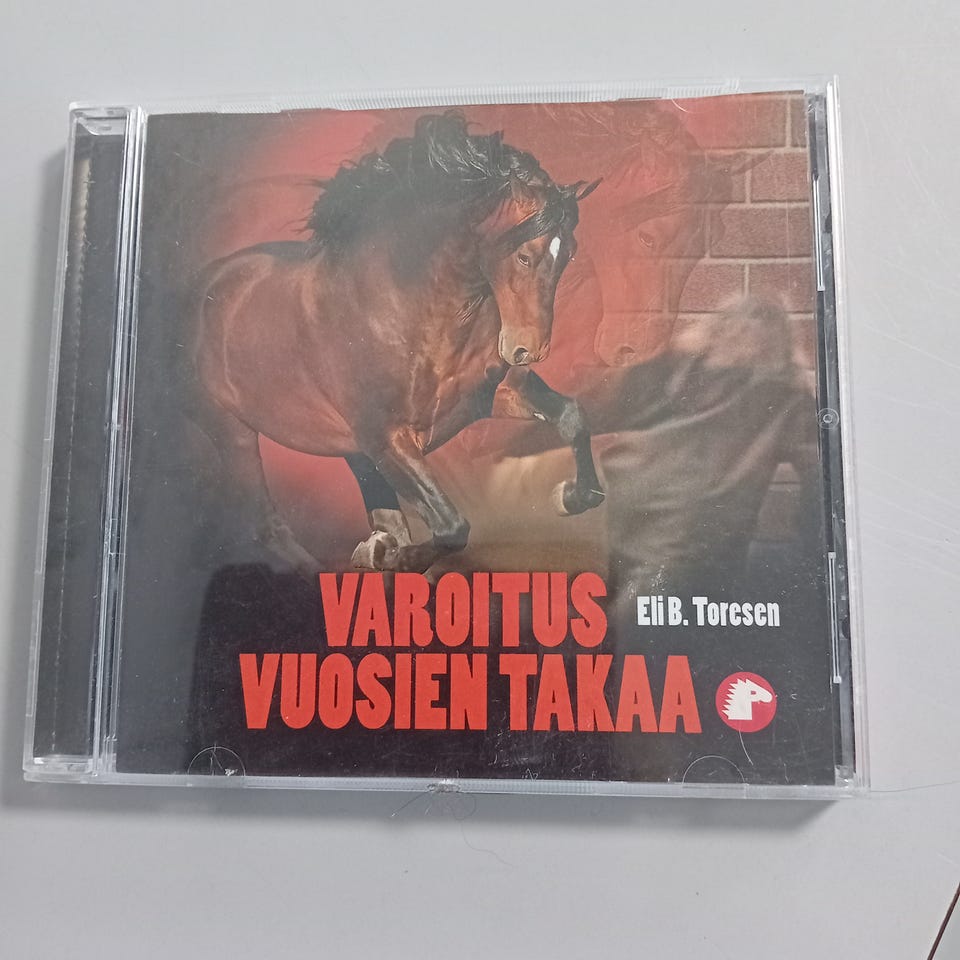 VAROITUS
VUOSIEN TAKAA
Eli B. Toresen